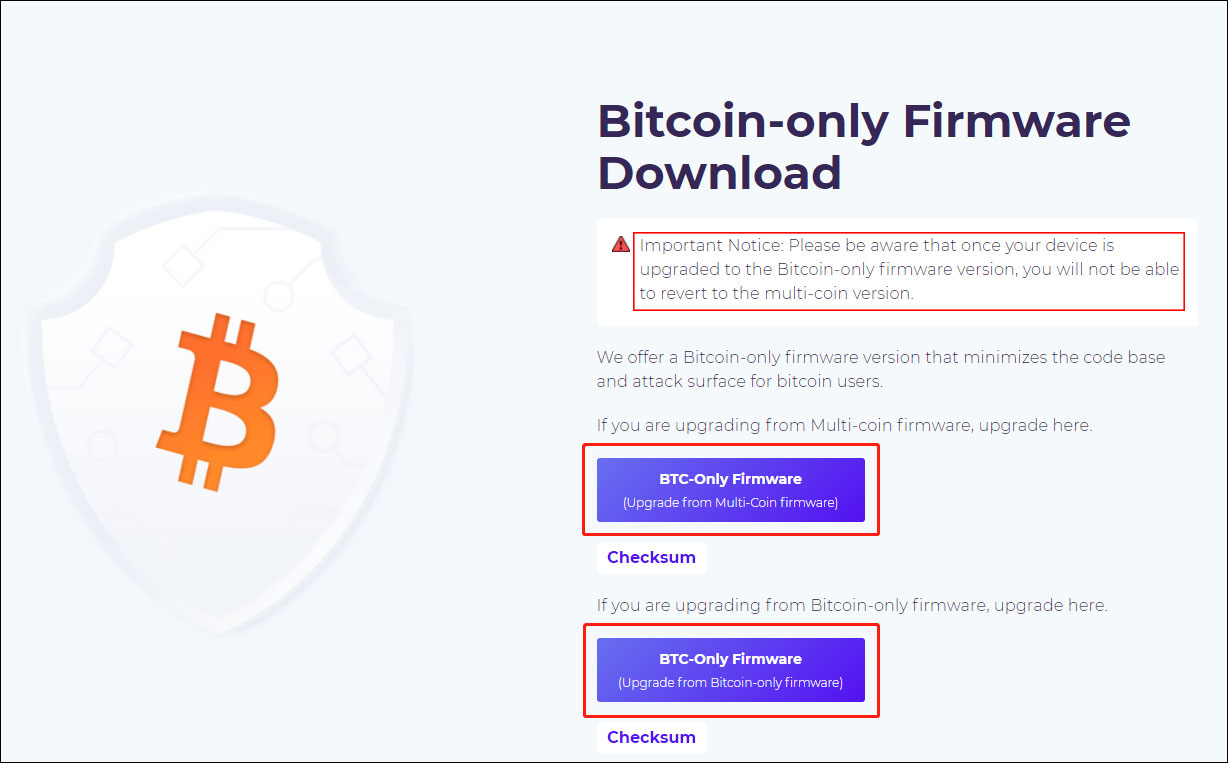 Bitcoin-only Firmware
Download
Important Notice: Please be aware that once your device is
upgraded to the Bitcoin-only firmware version, you will not be able
to revert to the multi-coin version.
We offer a Bitcoin-only firmware version that minimizes the code base
and attack surface for bitcoin users.
If you are upgrading from Multi-coin firmware, upgrade here.
BTC-Only Firmware
(Upgrade from Multi-Coin firmware)
Checksum
If you are upgrading from Bitcoin-only firmware, upgrade here.
BTC-Only Firmware
(Upgrade from Bitcoin-only firmware)
Checksum